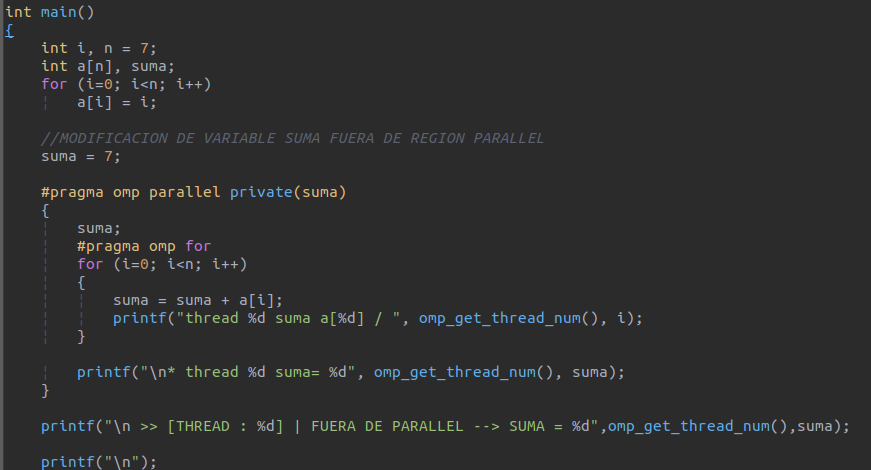 int main()
{
    int i, n = 7;
    int a[n], suma;
    for (i=0; i<n; i++)
        a[i] = i;

    //MODIFICACION DE VARIABLE SUMA FUERA DE REGION PARALLEL
    suma = 7;

    #pragma omp parallel private(suma)
    {
        suma;
        #pragma omp for
        for (i=0; i<n; i++)
        {
            suma = suma + a[i];
            printf("thread %d suma a[%d] / ", omp_get_thread_num(), i);
        }

        printf("\n* thread %d suma= %d", omp_get_thread_num(), suma);
    }

    printf("\n >> [THREAD : %d] | FUERA DE PARALLEL --> SUMA = %d",omp_get_thread_num(),suma);

    printf("\n");